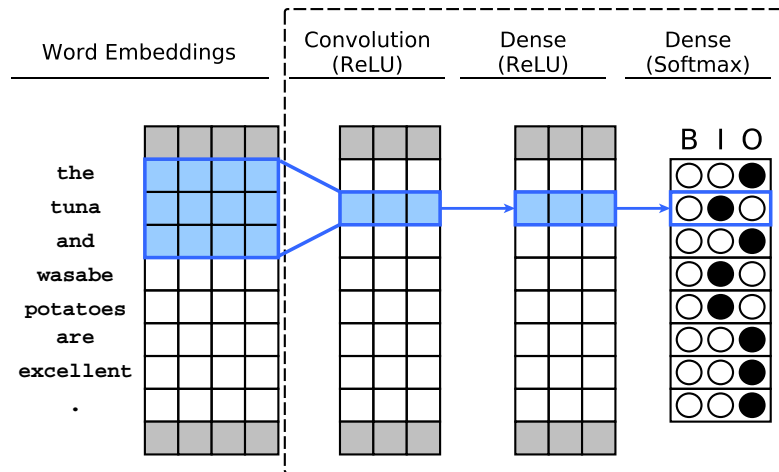 Word Embeddings
Convolution
(ReLU)
Dense
(ReLU)
Dense
(Softmax)
B I O
the
tuna
and
wasabe
potatoes
are
excellent
.